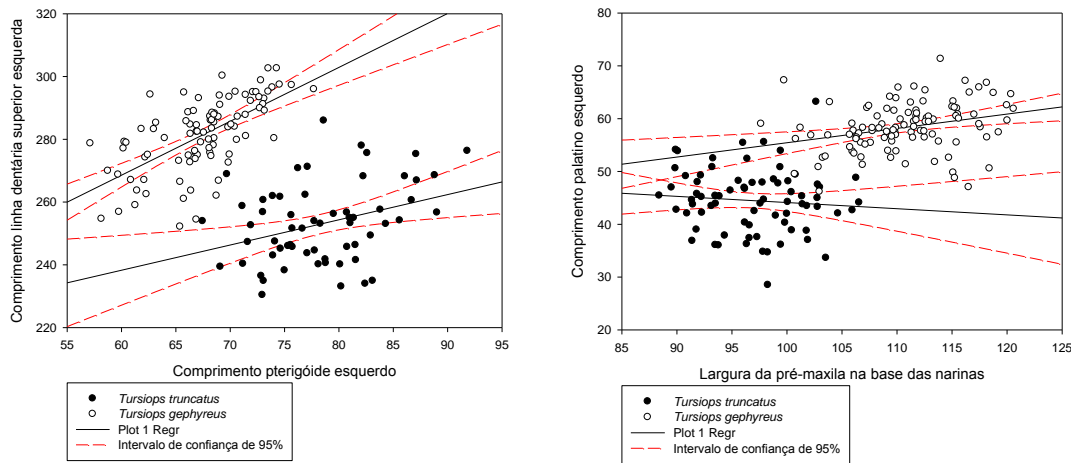 320
300
280
260
240
220
Comprimento linha dentária superior esquerda
55 60 65 70 75 80 85 90 95
Comprimento pterigóide esquerdo
Tursiops truncatus
Tursiops gephyreus
Plot 1 Regr
Intervalo de confiança de 95%
80
70
60
50
40
30
20
Comprimento palatino esquerdo
85 90 95 100 105 110 115 120 125
Largura da pré-maxila na base das narinas
Tursiops truncatus
Tursiops gephyreus
Plot 1 Regr
Intervalo de confiança de 95%